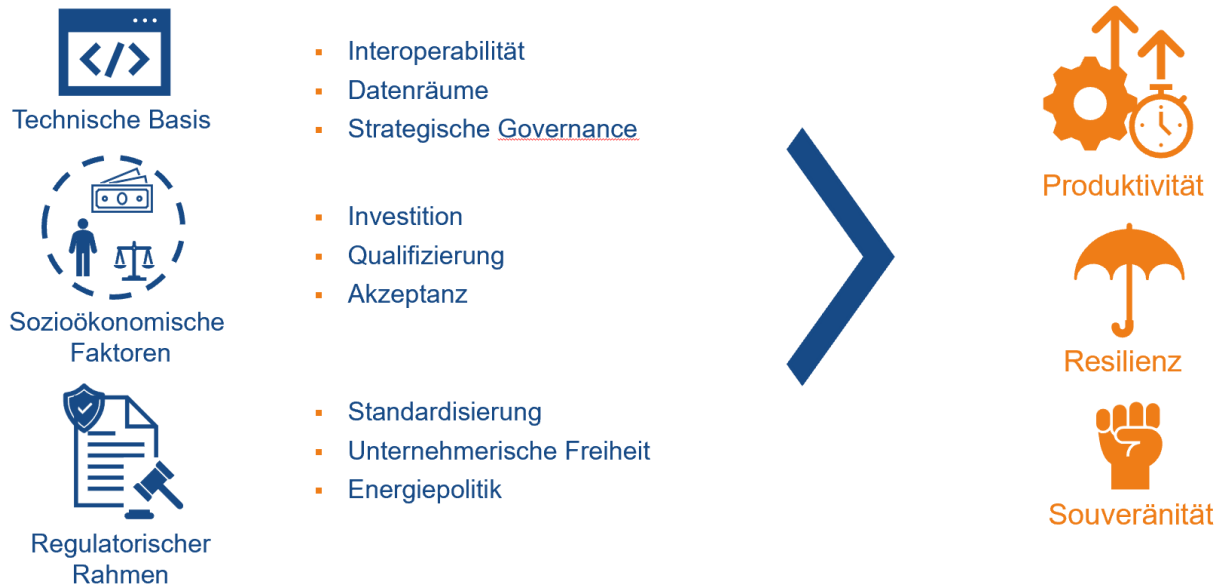 Technische Basis
▪ Interoperabilität
▪ Datenräume
▪ Strategische Governance
Sozioökonomische
Faktoren
▪ Investition
▪ Qualifizierung
▪ Akzeptanz
Regulatorischer
Rahmen
▪ Standardisierung
▪ Unternehmerische Freiheit
▪ Energiepolitik
Produktivität
Resilienz
Souveränität